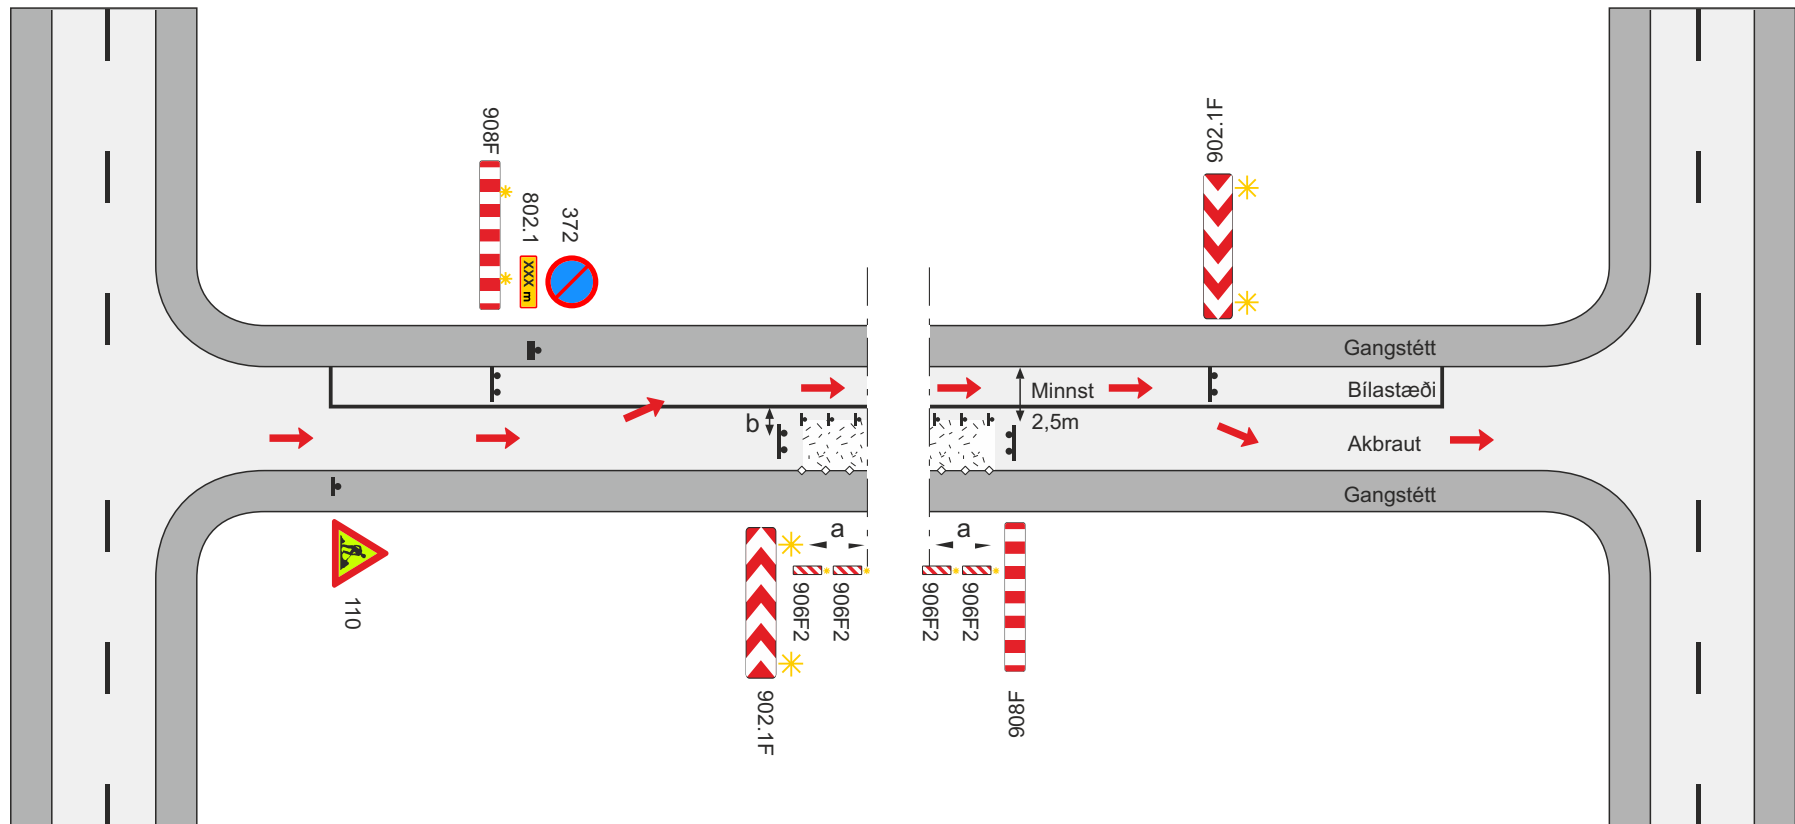 908F
802.1
XXX m
372
902.1F
Gangstétt
Minnst
2,5m
Bílastæði
b
Akbraut
Gangstétt
a
a
110
906F2
906F2
906F2
906F2
902.1F
908F